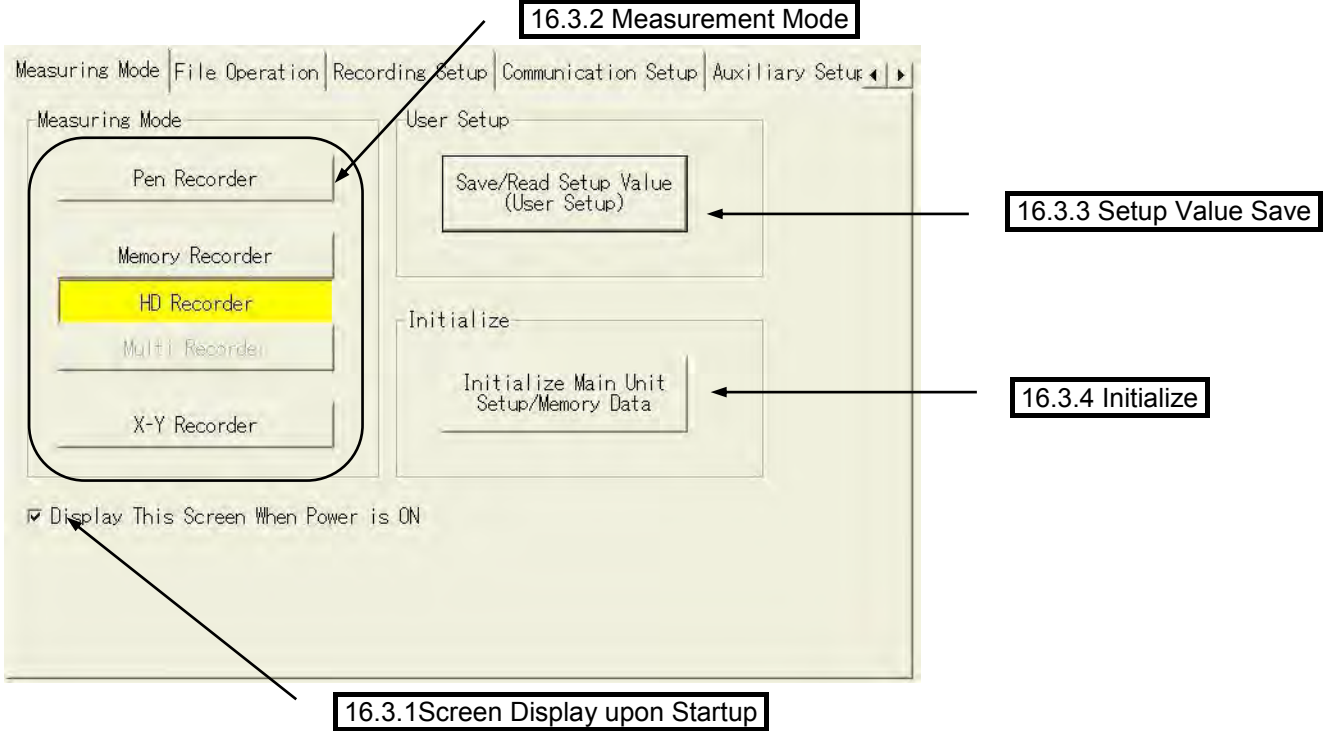 16.3.2 Measurement Mode
Measuring Mode File Operation Recording Setup Communication Setup Auxiliary Setup
Measuring Mode
Pen Recorder
Memory Recorder
HD Recorder
Multi Recorder
X-Y Recorder
User Setup
Save/Read Setup Value
(User Setup)
16.3.3 Setup Value Save
Initialize
Initialize Main Unit
Setup/Memory Data
16.3.4 Initialize
Display This Screen When Power is ON
16.3.1Screen Display upon Startup